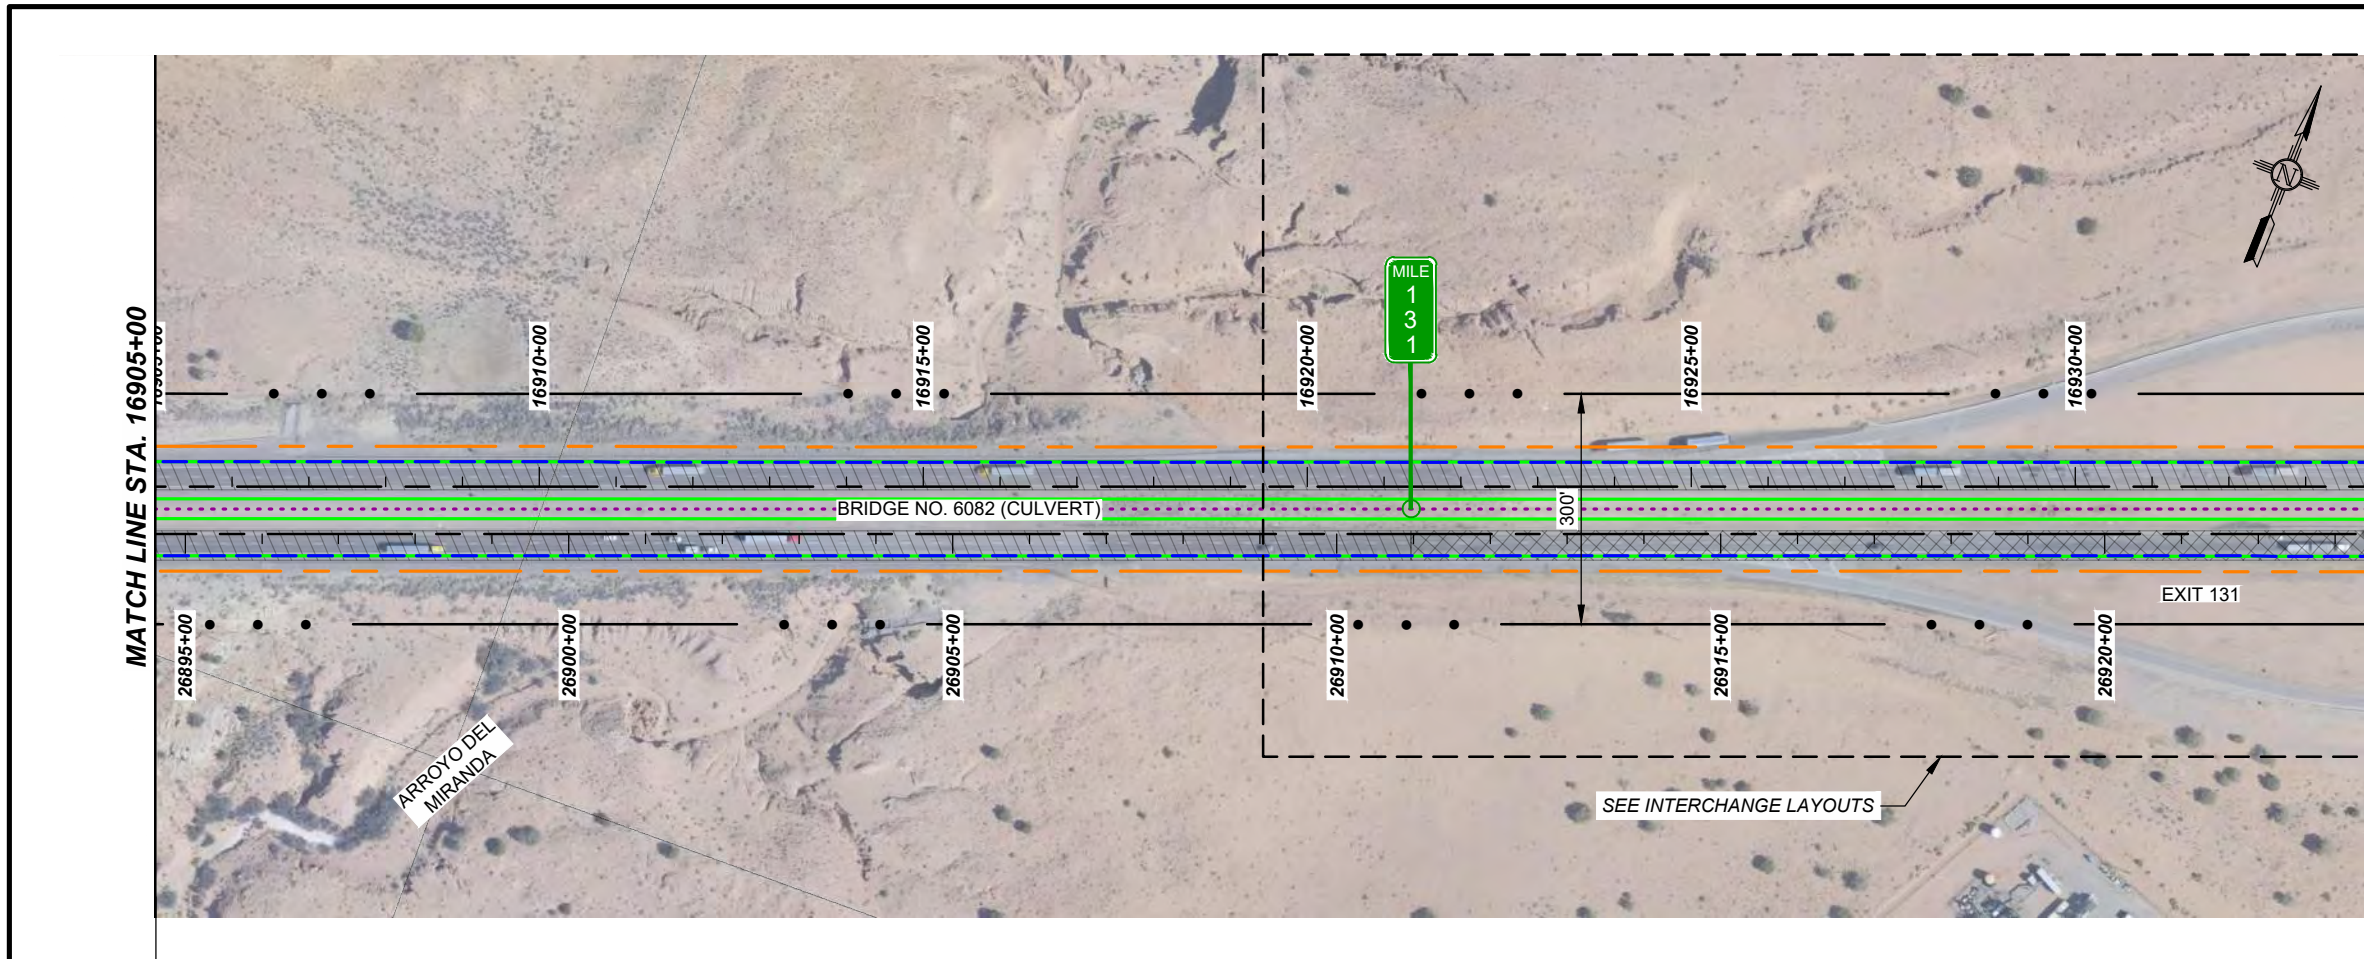 MATCH LINE STA. 16905+00
16910+00
16915+00
16920+00
16925+00
16930+00
MILE
1
3
1
N
BRIDGE NO. 6082 (CULVERT)
300'
EXIT 131
26895+00
26900+00
26905+00
26910+00
26915+00
26920+00
ARROYO DEL
MIRANDA
SEE INTERCHANGE LAYOUTS